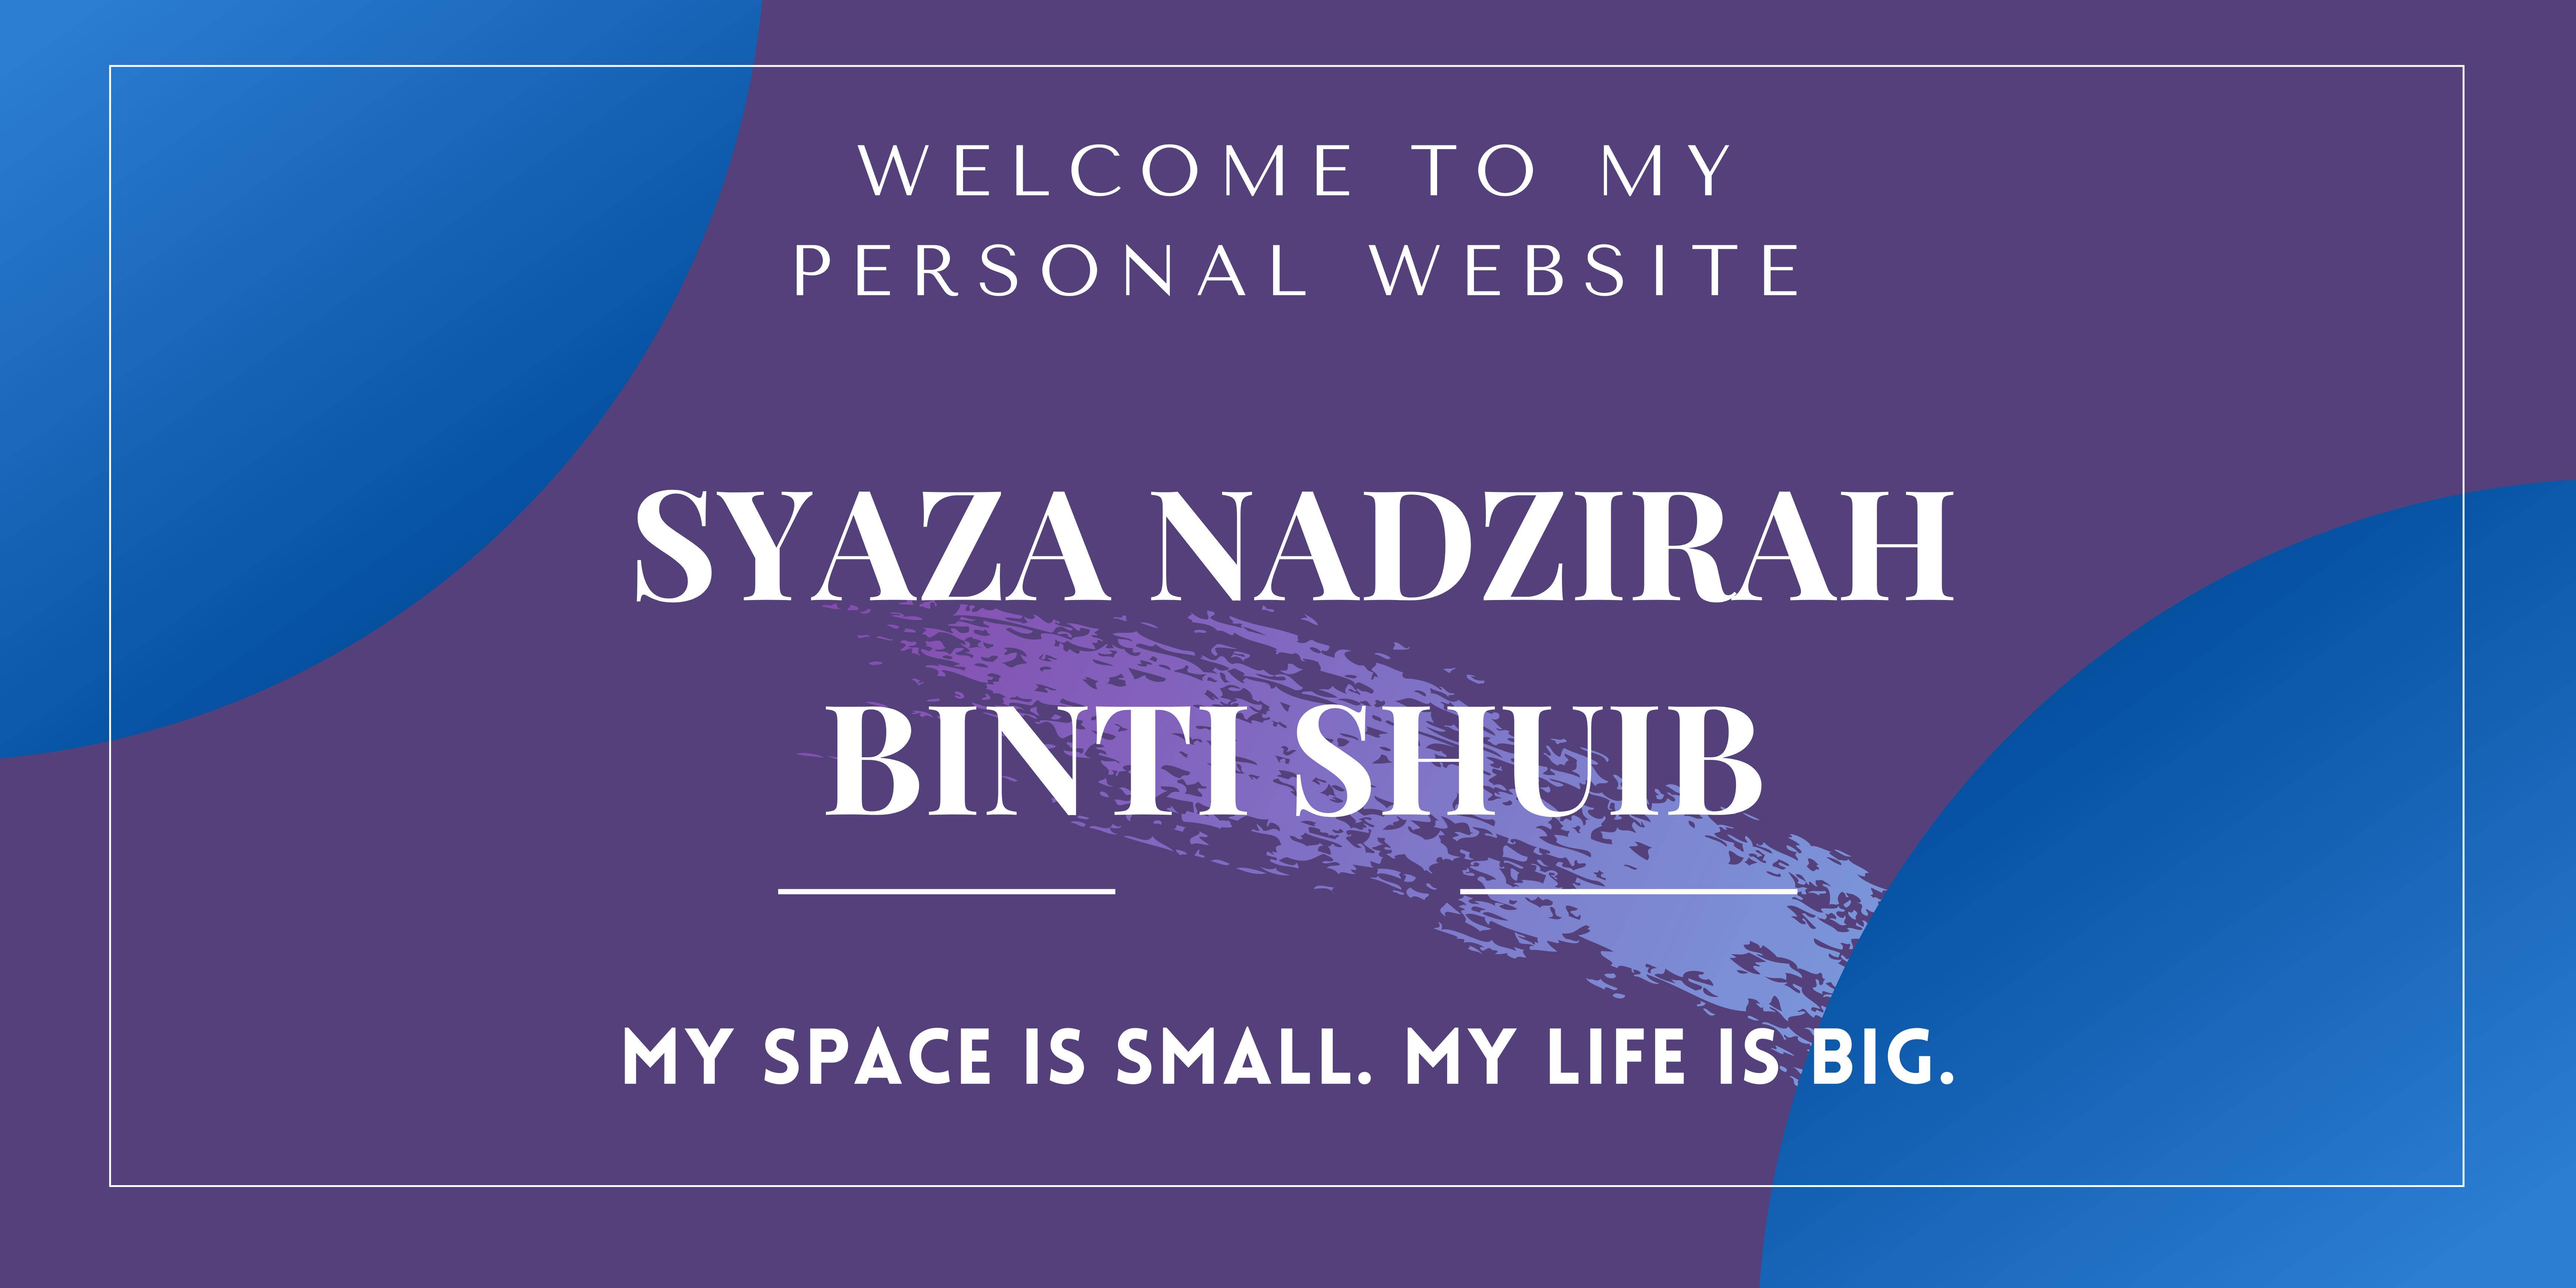 WELCOME TO MY
PERSONAL WEBSITE
SYAZA NADZIRAH
BINTI SHUIB
MY SPACE IS SMALL. MY LIFE IS BIG.